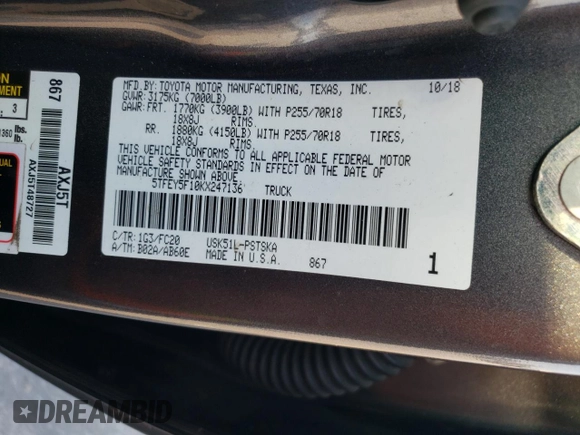 MFD.BY: TOYOTA MOTOR MANUFACTURING, TEXAS, INC. 10/18
GVWR: 3175KG (7000LB)
GAWR: FRT. 1770KG (3900LB) WITH P255/70R18 TIRES,
18X8J RIMS.
RR. 1880KG (4150LB) WITH P255/70R18 TIRES,
18X8J RIMS.
THIS VEHICLE CONFORMS TO ALL APPLICABLE FEDERAL MOTOR
VEHICLE SAFETY STANDARDS IN EFFECT ON THE DATE OF
MANUFACTURE SHOWN ABOVE.
5TFEY5F10KX247136 TRUCK
C/TR: 1G3/FC20 USK51L-PSTSKA
A/TM: B02A/AB60E MADE IN U.S.A. 867
1
867
AXJ5T
AXJ5T48727
3
DREAMBID